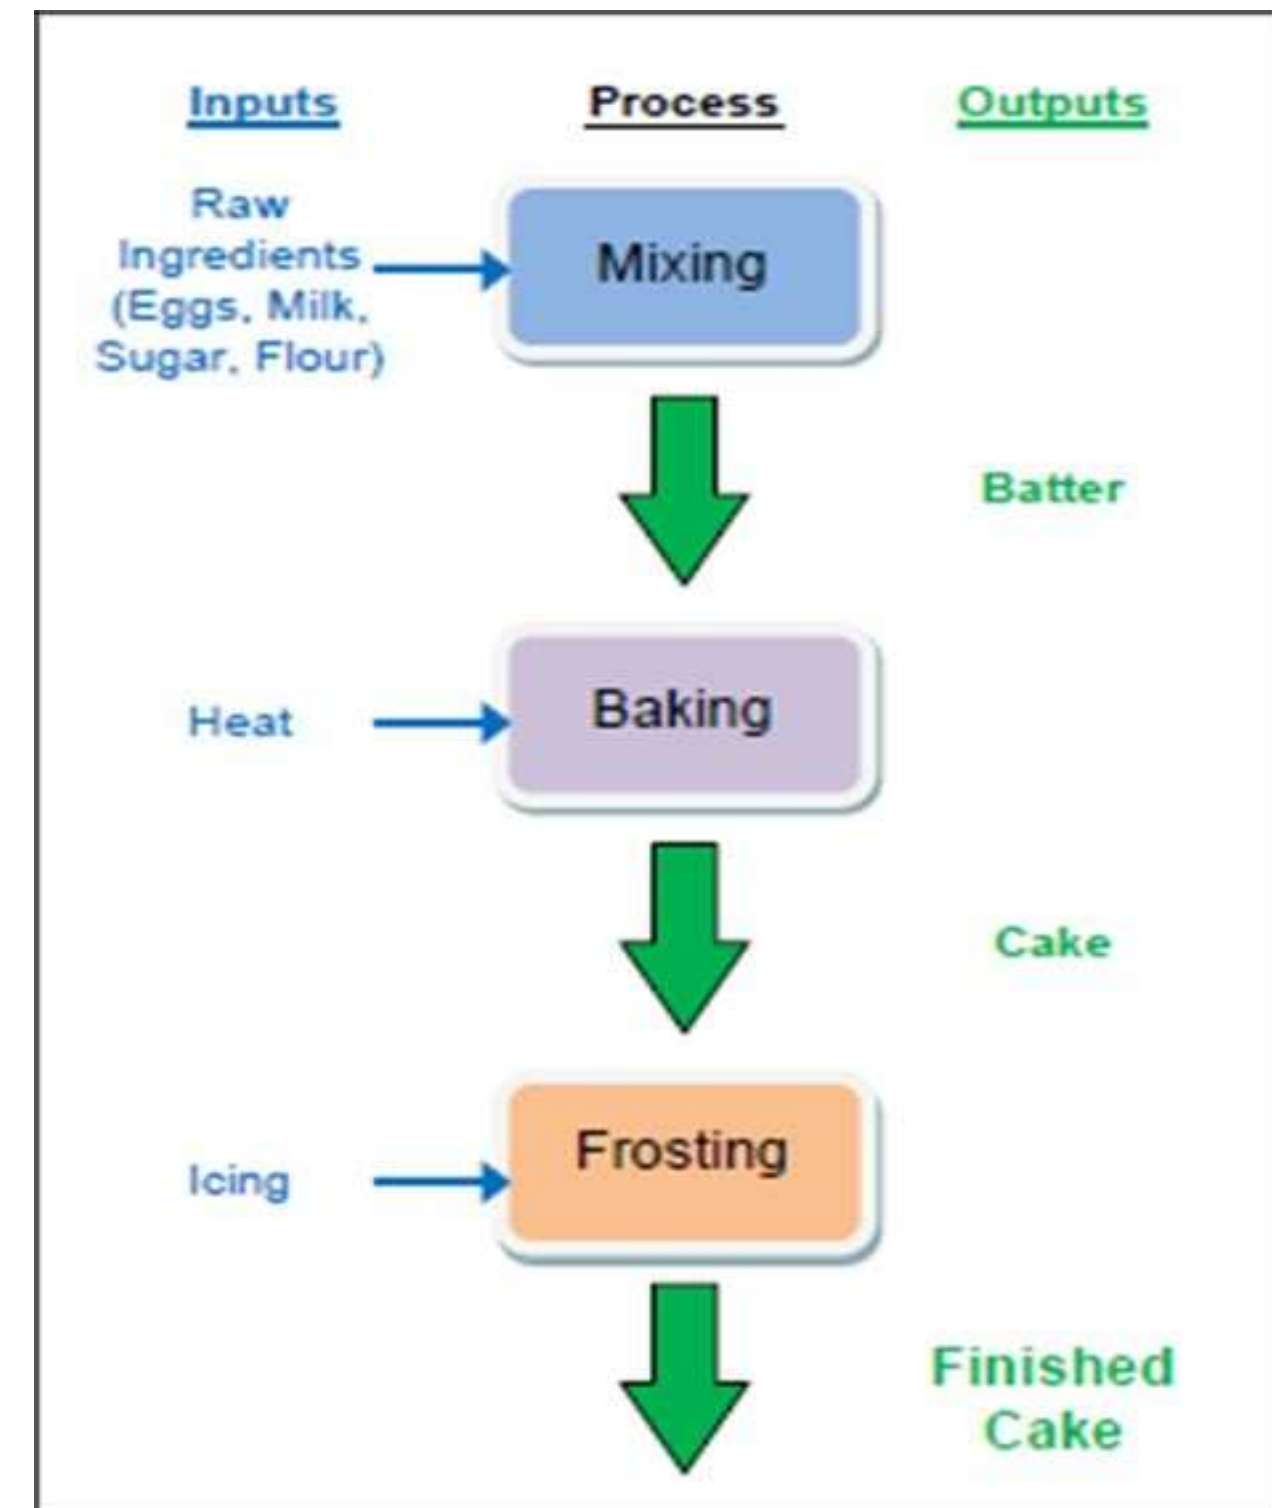 Inputs
Process
Outputs
Raw
Ingredients
(Eggs, Milk,
Sugar, Flour)
Mixing
Batter
Heat
Baking
Cake
Icing
Frosting
Finished
Cake